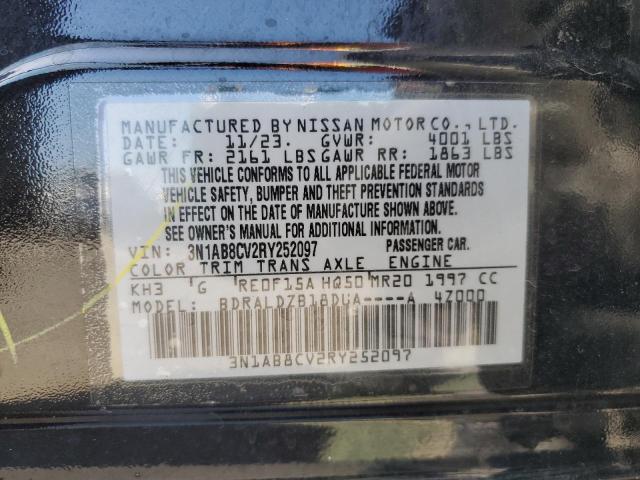 MANUFACTURED BY NISSAN MOTOR CO., LTD.
DATE: 11/23. GVWR: 4001 LBS
GAWR FR: 2161 LBS GAWR RR: 1863 LBS
THIS VEHICLE CONFORMS TO ALL APPLICABLE FEDERAL MOTOR
VEHICLE SAFETY, BUMPER AND THEFT PREVENTION STANDARDS
IN EFFECT ON THE DATE OF MANUFACTURE SHOWN ABOVE.
SEE OWNER'S MANUAL FOR ADDITIONAL INFORMATION.
VIN: 3N1AB8CV2RY252097 PASSENGER CAR.
COLOR TRIM TRANS AXLE ENGINE
KH3 G RE0F15A HQ50 MR20 1997 CC
MODEL: BDRALDZB18DUA----A 4Z000
3N1AB8CV2RY252097